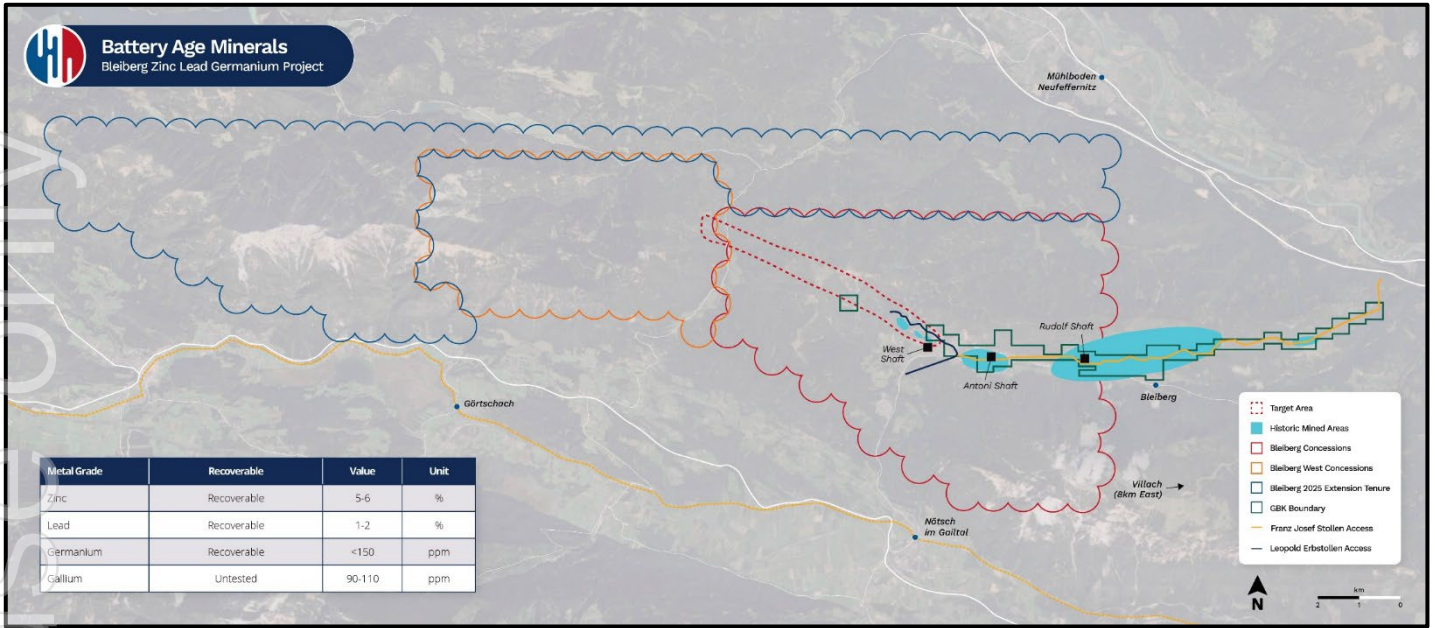 Battery Age Minerals
Bleiberg Zinc Lead Germanium Project
Mühlboden
Neufeffernitz
Rudolf Shaft
West
Shaft
Antoni Shaft
Bleiberg
Görtschach
Villach
(8km East)
Nötsch
im Gailtal
Metal Grade Recoverable Value Unit
Zinc Recoverable 5-6 %
Lead Recoverable 1-2 %
Germanium Recoverable <150 ppm
Gallium Untested 90-110 ppm
Target Area
Historic Mined Areas
Bleiberg Concessions
Bleiberg West Concessions
Bleiberg 2025 Extension Tenure
GBK Boundary
Franz Josef Stollen Access
Leopold Erbstollen Access
N
km
2 1 0
se only